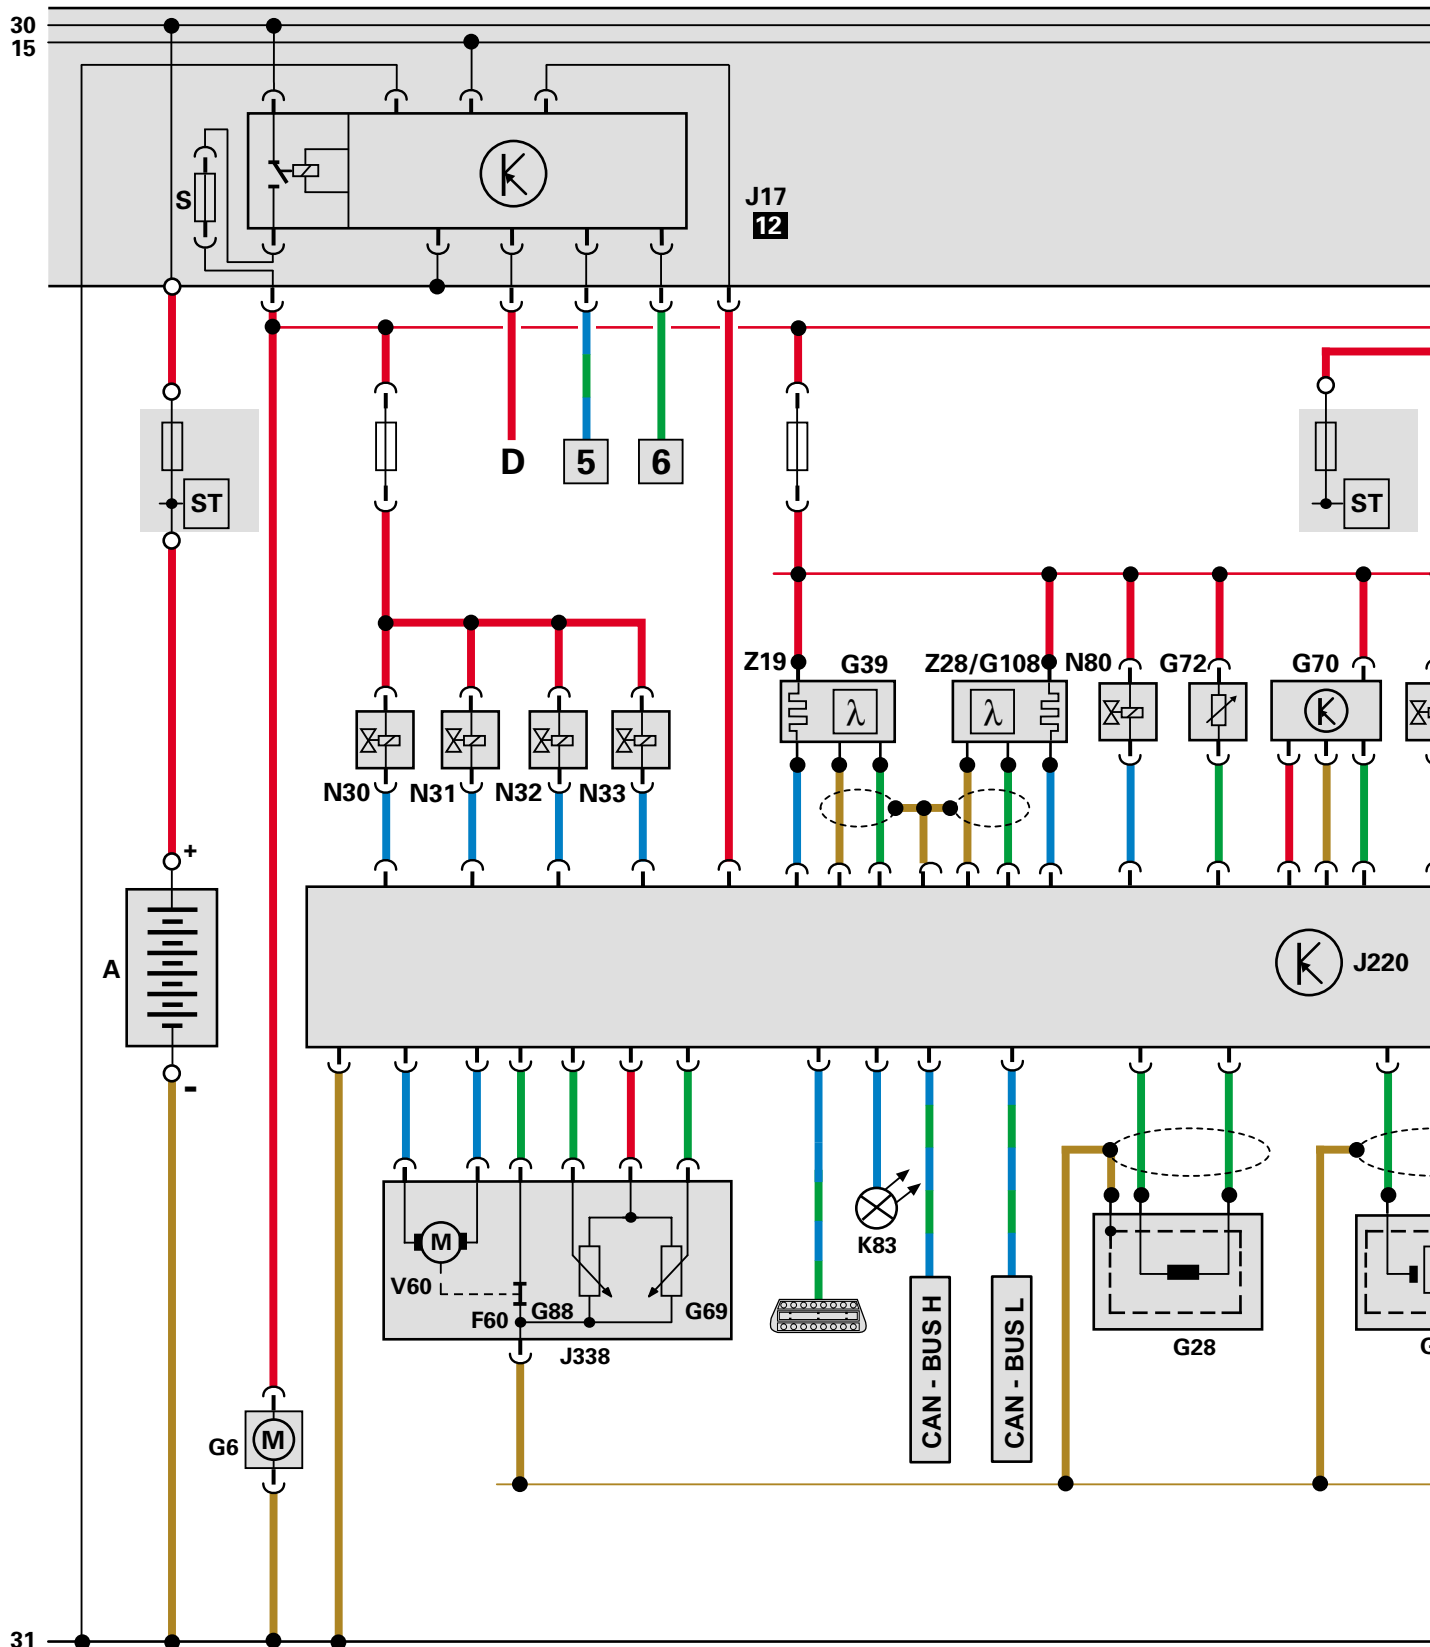 30
15
S
J17
12
D
5
6
ST
ST
Z19
G39
Z28/G108
N80
G72
G70
λ
λ
N30
N31
N32
N33
+
A
J220
-
M
V60
F60
G88
G69
J338
K83
CAN - BUS H
CAN - BUS L
G28
G6
M
31